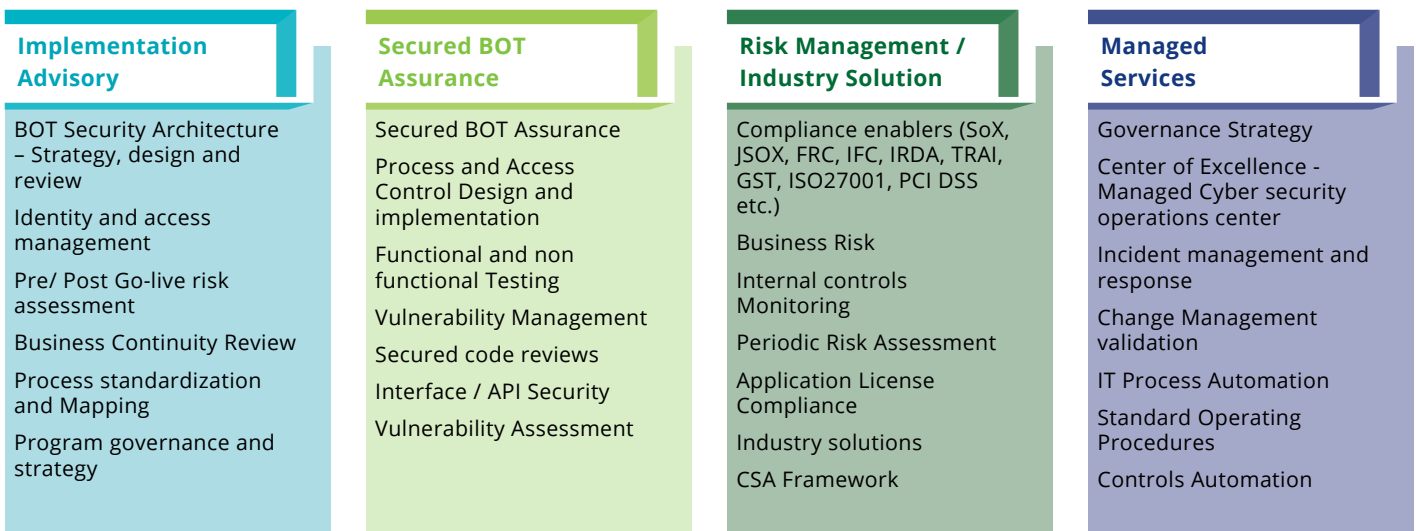 Implementation
Advisory
BOT Security Architecture
– Strategy, design and
review
Identity and access
management
Pre/ Post Go-live risk
assessment
Business Continuity Review
Process standardization
and Mapping
Program governance and
strategy
Secured BOT
Assurance
Secured BOT Assurance
Process and Access
Control Design and
implementation
Functional and non
functional Testing
Vulnerability Management
Secured code reviews
Interface / API Security
Vulnerability Assessment
Risk Management /
Industry Solution
Compliance enablers (SoX,
JSOX, FRC, IFC, IRDA, TRAI,
GST, ISO27001, PCI DSS
etc.)
Business Risk
Internal controls
Monitoring
Periodic Risk Assessment
Application License
Compliance
Industry solutions
CSA Framework
Managed
Services
Governance Strategy
Center of Excellence -
Managed Cyber security
operations center
Incident management and
response
Change Management
validation
IT Process Automation
Standard Operating
Procedures
Controls Automation